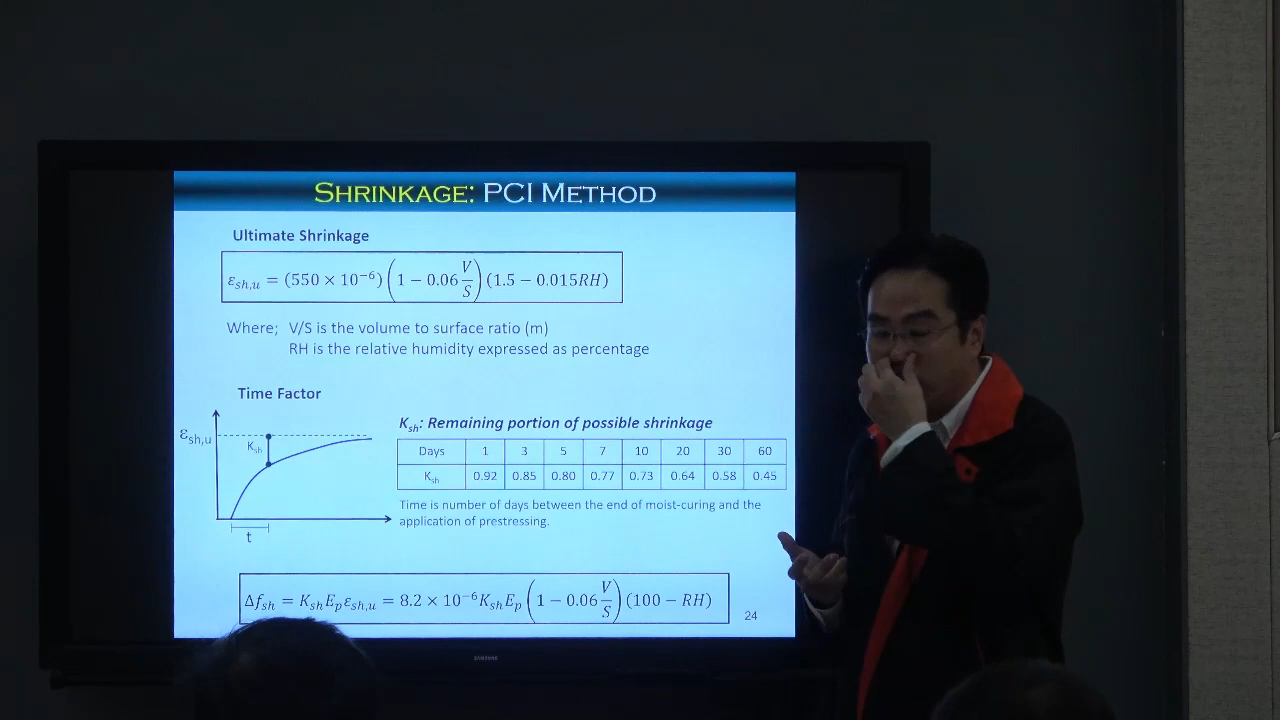 SHRINKAGE: PCI METHOD
Ultimate Shrinkage
ε_{sh,u} = (550 × 10^{-6}) (1 − 0.06 V/S) (1.5 − 0.015RH)
Where; V/S is the volume to surface ratio (m)
RH is the relative humidity expressed as percentage
Time Factor
K_{sh}: Remaining portion of possible shrinkage
ε_{sh,u}
K_{sh}
t
Days 1 3 5 7 10 20 30 60
K_{sh} 0.92 0.85 0.80 0.77 0.73 0.64 0.58 0.45
Time is number of days between the end of moist-curing and the
application of prestressing.
Δf_{sh} = K_{sh}E_pε_{sh,u} = 8.2 × 10^{-6}K_{sh}E_p (1 − 0.06 V/S) (100 − RH)
24
SAMSUNG